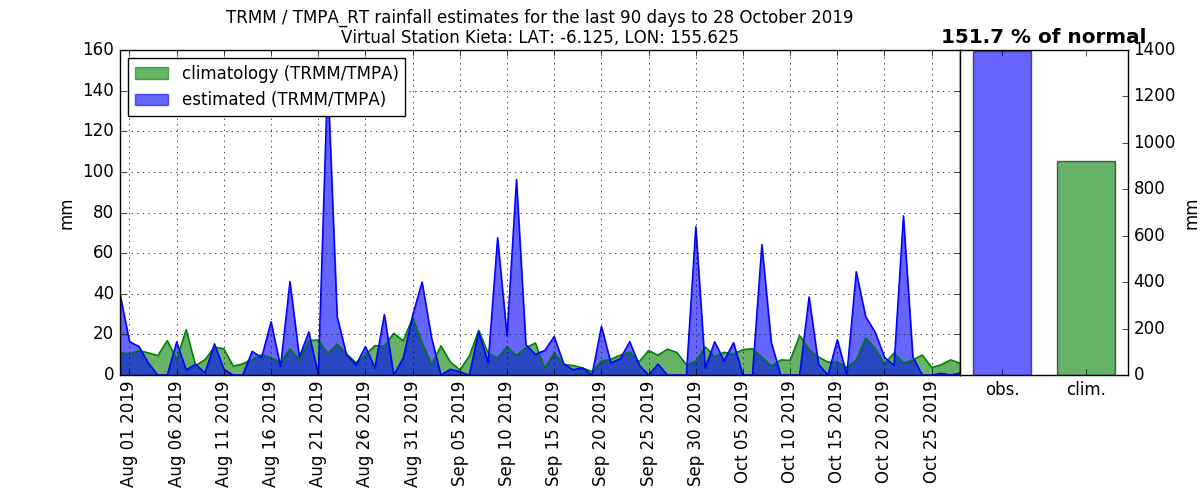 TRMM / TMPA_RT rainfall estimates for the last 90 days to 28 October 2019
Virtual Station Kieta: LAT: -6.125, LON: 155.625
151.7 % of normal
climatology (TRMM/TMPA)
estimated (TRMM/TMPA)
160
140
120
100
80
60
40
20
0
mm
Aug 01 2019
Aug 06 2019
Aug 11 2019
Aug 16 2019
Aug 21 2019
Aug 26 2019
Aug 31 2019
Sep 05 2019
Sep 10 2019
Sep 15 2019
Sep 20 2019
Sep 25 2019
Sep 30 2019
Oct 05 2019
Oct 10 2019
Oct 15 2019
Oct 20 2019
Oct 25 2019
obs.
clim.
1400
1200
1000
800
600
400
200
0
mm